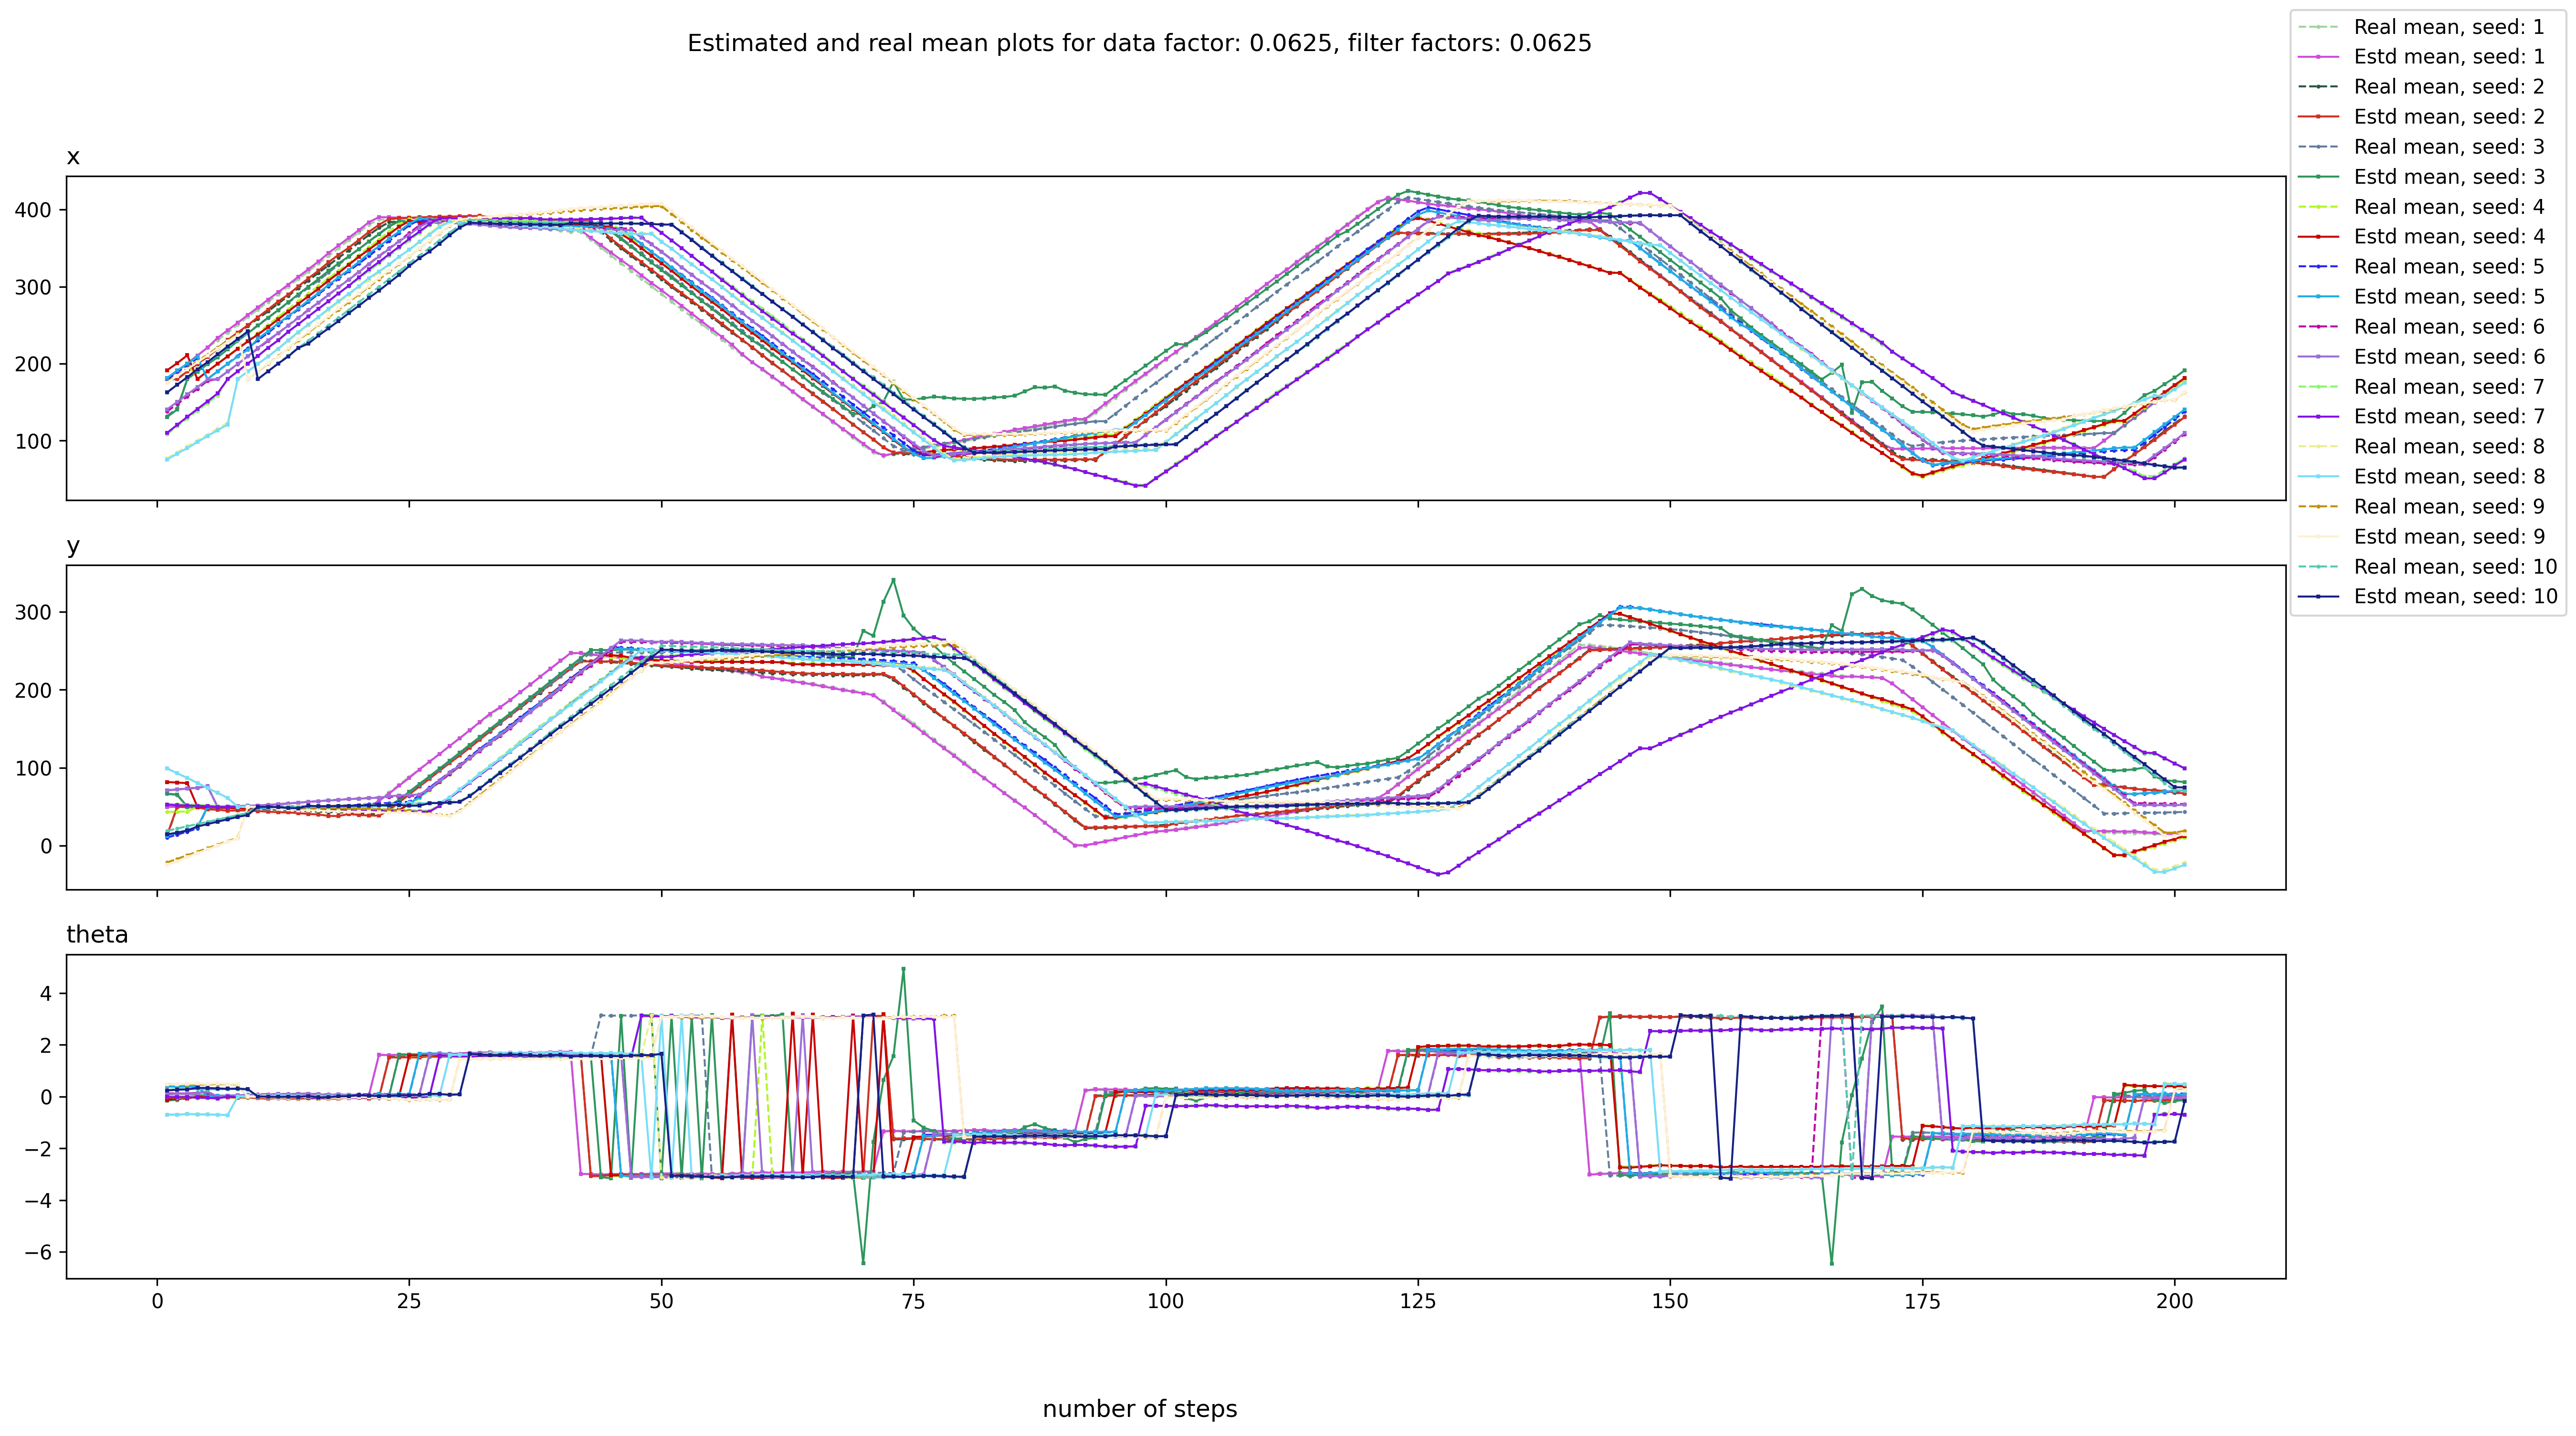 Estimated and real mean plots for data factor: 0.0625, filter factors: 0.0625
Real mean, seed: 1
Estd mean, seed: 1
Real mean, seed: 2
Estd mean, seed: 2
Real mean, seed: 3
Estd mean, seed: 3
Real mean, seed: 4
Estd mean, seed: 4
Real mean, seed: 5
Estd mean, seed: 5
Real mean, seed: 6
Estd mean, seed: 6
Real mean, seed: 7
Estd mean, seed: 7
Real mean, seed: 8
Estd mean, seed: 8
Real mean, seed: 9
Estd mean, seed: 9
Real mean, seed: 10
Estd mean, seed: 10
x
400
300
200
100
y
300
200
100
0
theta
4
2
0
−2
−4
−6
0 25 50 75 100 125 150 175 200
number of steps